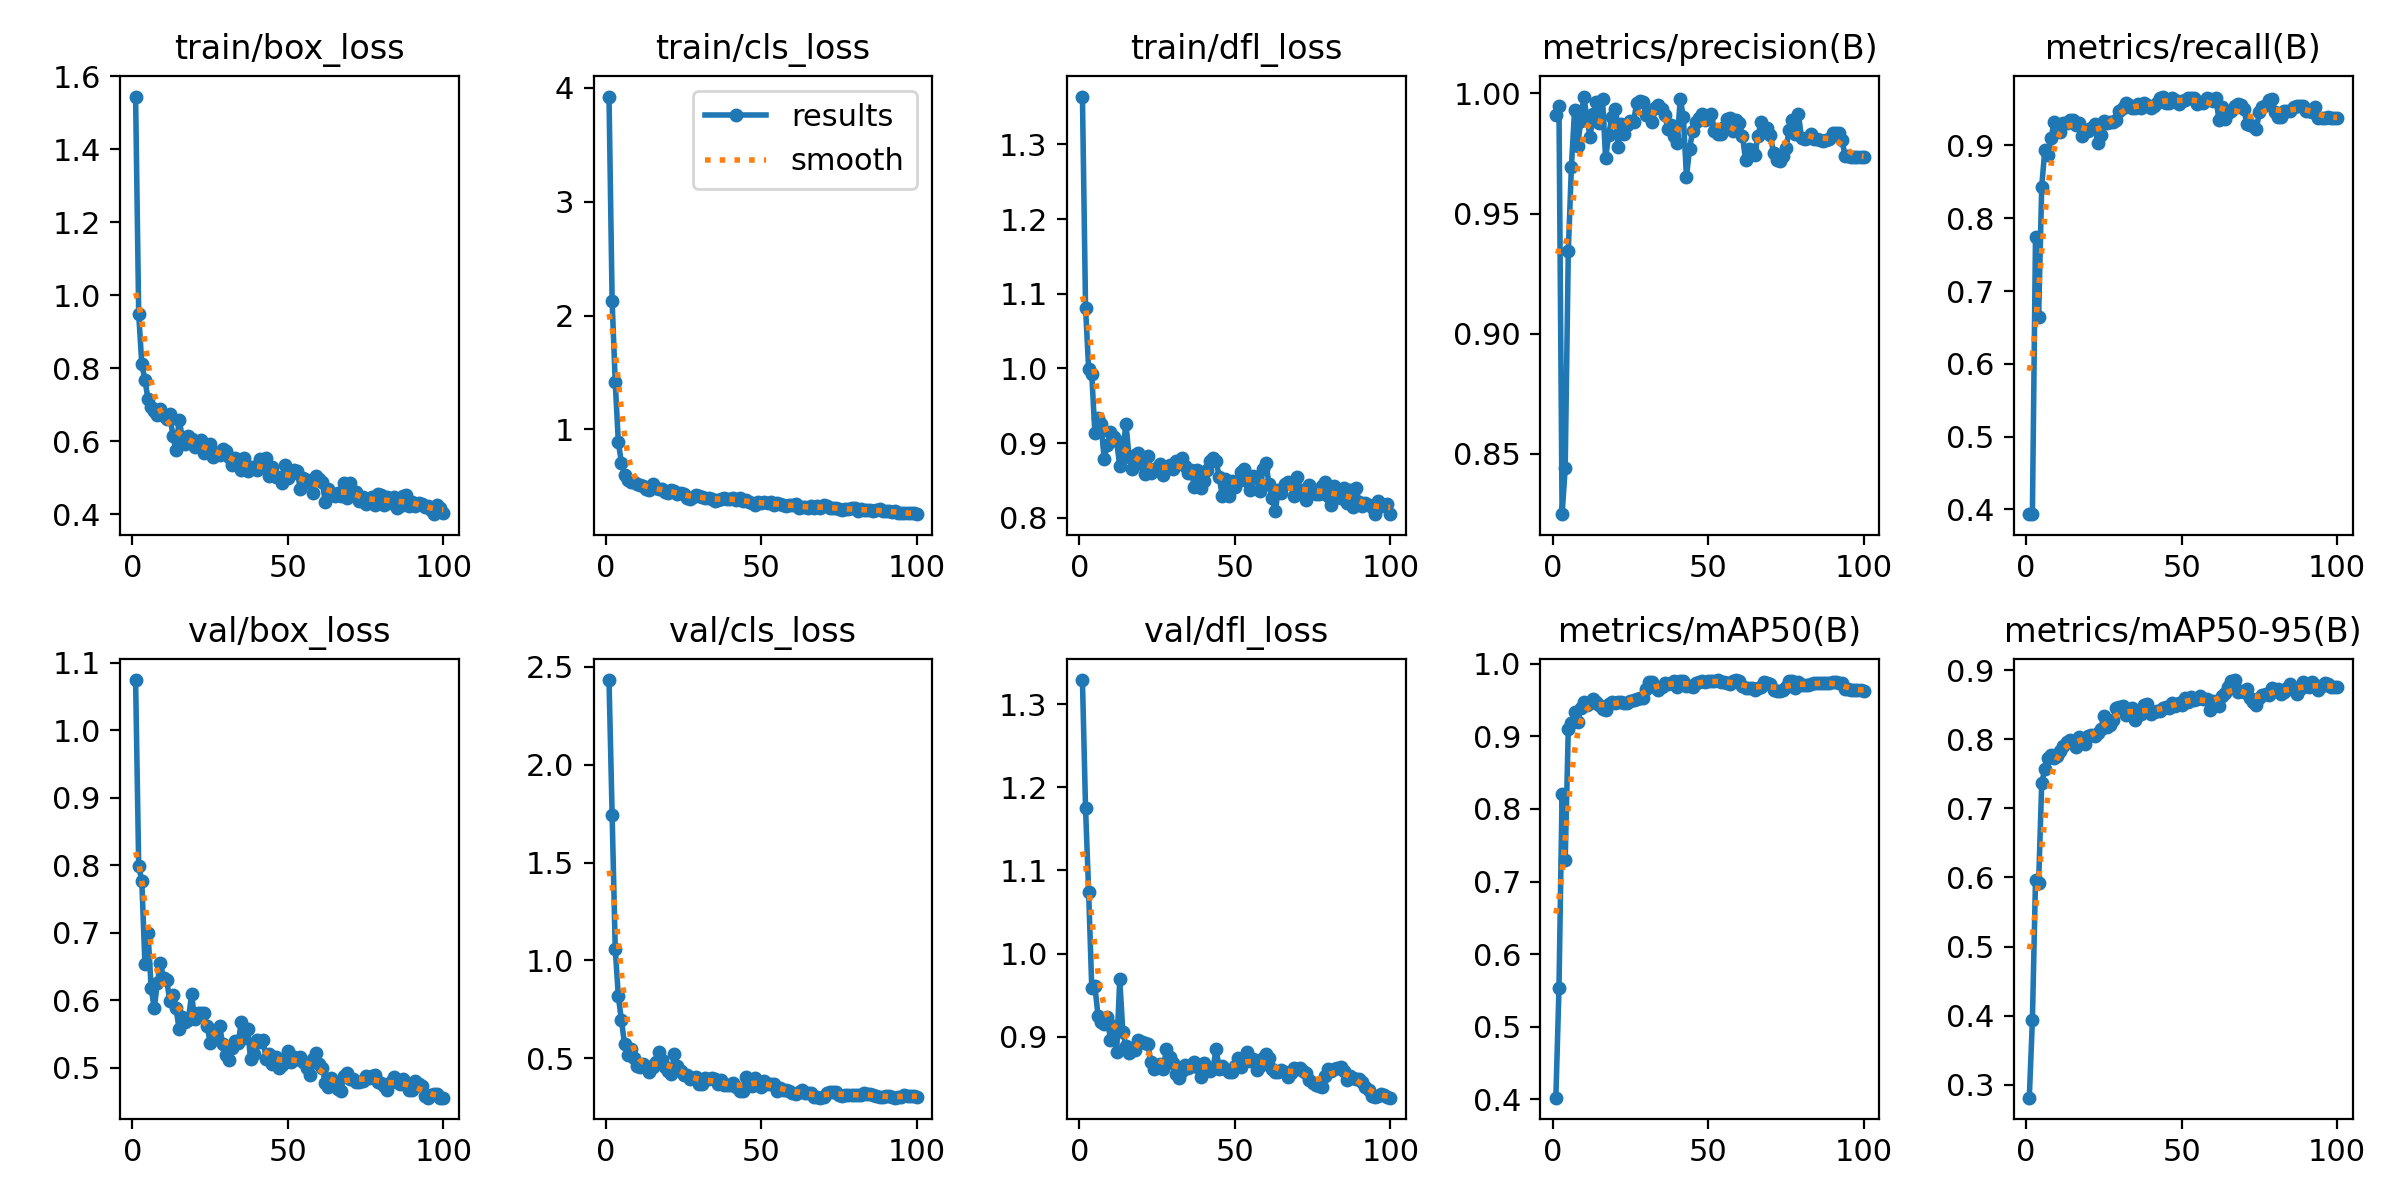 train/box_loss
1.6
1.4
1.2
1.0
0.8
0.6
0.4
0 50 100
train/cls_loss
4
3
2
1
results
smooth
0 50 100
train/dfl_loss
1.3
1.2
1.1
1.0
0.9
0.8
0 50 100
metrics/precision(B)
1.00
0.95
0.90
0.85
0 50 100
metrics/recall(B)
0.9
0.8
0.7
0.6
0.5
0.4
0 50 100
val/box_loss
1.1
1.0
0.9
0.8
0.7
0.6
0.5
0 50 100
val/cls_loss
2.5
2.0
1.5
1.0
0.5
0 50 100
val/dfl_loss
1.3
1.2
1.1
1.0
0.9
0 50 100
metrics/mAP50(B)
1.0
0.9
0.8
0.7
0.6
0.5
0.4
0 50 100
metrics/mAP50-95(B)
0.9
0.8
0.7
0.6
0.5
0.4
0.3
0 50 100